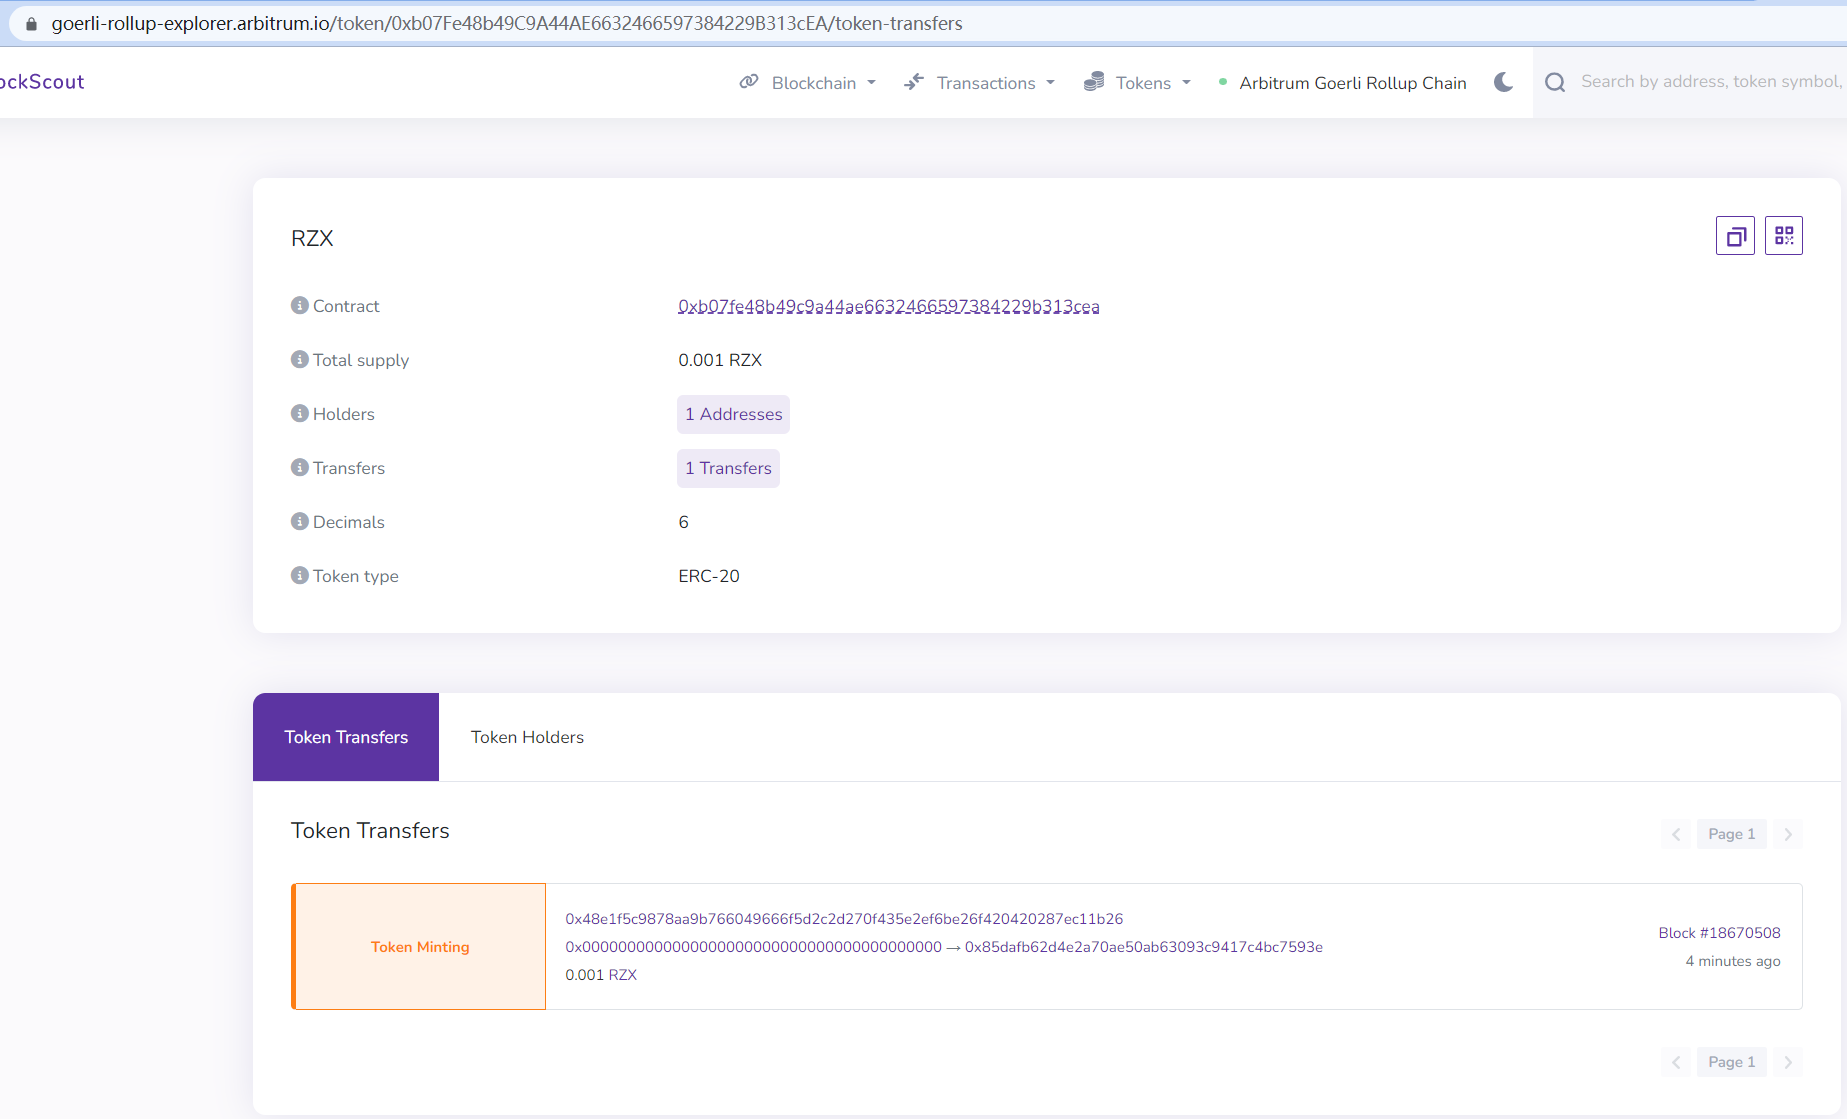 goerli-rollup-explorer.arbitrum.io/token/0xb07Fe48b49C9A44AE6632466597384229B313cEA/token-transfers
ockScout
Blockchain
Transactions
Tokens
Arbitrum Goerli Rollup Chain
Search by address, token symbol,
RZX
Contract
0xb07fe48b49c9a44ae6632466597384229b313cea
Total supply
0.001 RZX
Holders
1 Addresses
Transfers
1 Transfers
Decimals
6
Token type
ERC-20
Token Transfers
Token Holders
Token Transfers
Page 1
Token Minting
0x48e1f5c9878aa9b766049666f5d2c2d270f435e2ef6be26f420420287ec11b26
0x0000000000000000000000000000000000000000 → 0x85dafb62d4e2a70ae50ab63093c9417c4bc7593e
0.001 RZX
Block #18670508
4 minutes ago
Page 1